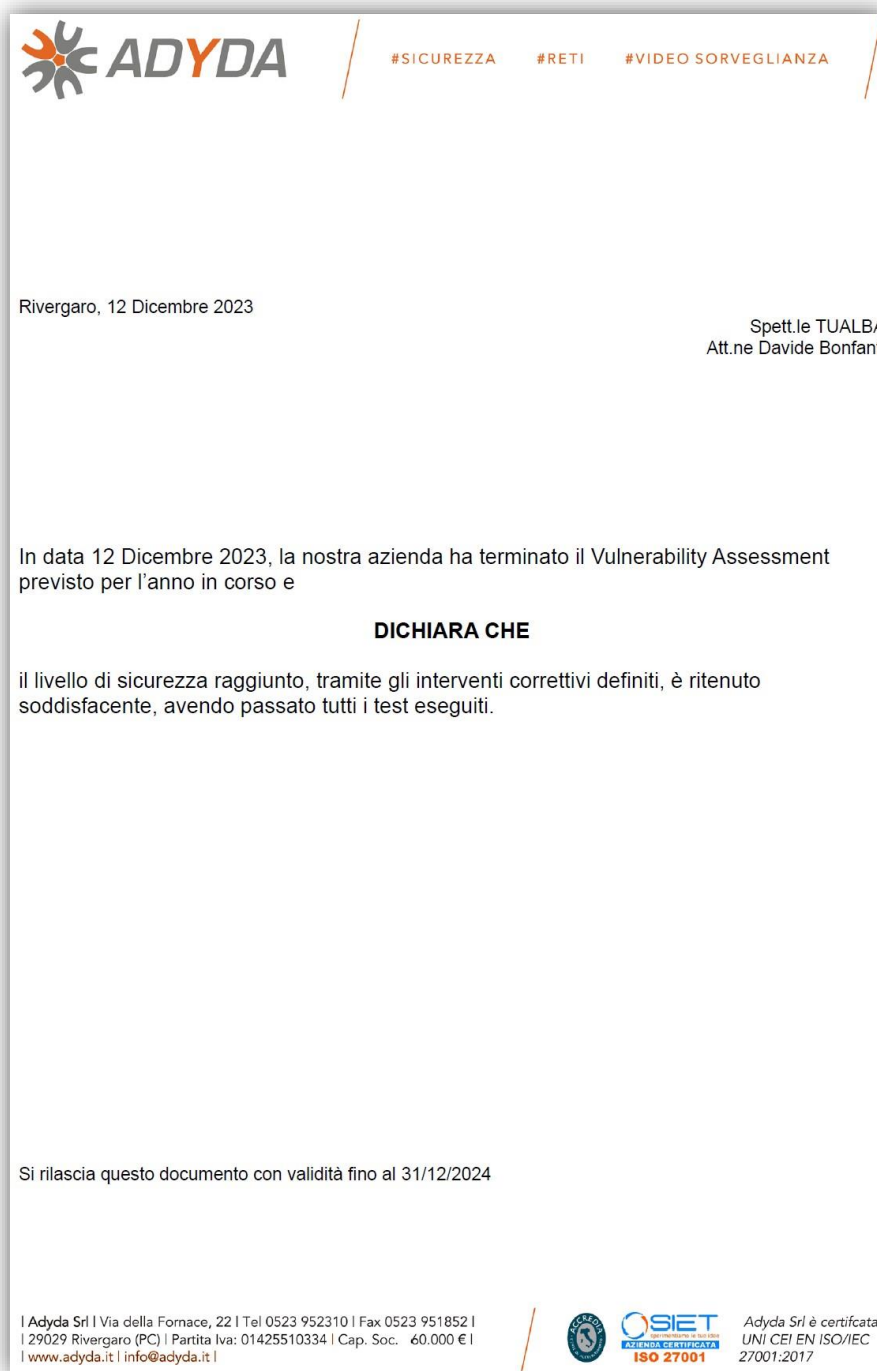 ADYDA
#SICUREZZA #RETI #VIDEO SORVEGLIANZA
Rivergaro, 12 Dicembre 2023
Spett.le TUALBA
Att.ne Davide Bonfant
In data 12 Dicembre 2023, la nostra azienda ha terminato il Vulnerability Assessment
previsto per l'anno in corso e
DICHIARA CHE
il livello di sicurezza raggiunto, tramite gli interventi correttivi definiti, è ritenuto
soddisfacente, avendo passato tutti i test eseguiti.
Si rilascia questo documento con validità fino al 31/12/2024
| Adyda Srl | Via della Fornace, 22 | Tel 0523 952310 | Fax 0523 951852 |
| 29029 Rivergaro (PC) | Partita Iva: 01425510334 | Cap. Soc. 60.000 € |
| www.adyda.it | info@adyda.it |
ACCREDIA
SIET
AZIENDA CERTIFICATA
ISO 27001
Adyda Srl è certifcata
UNI CEI EN ISO/IEC
27001:2017